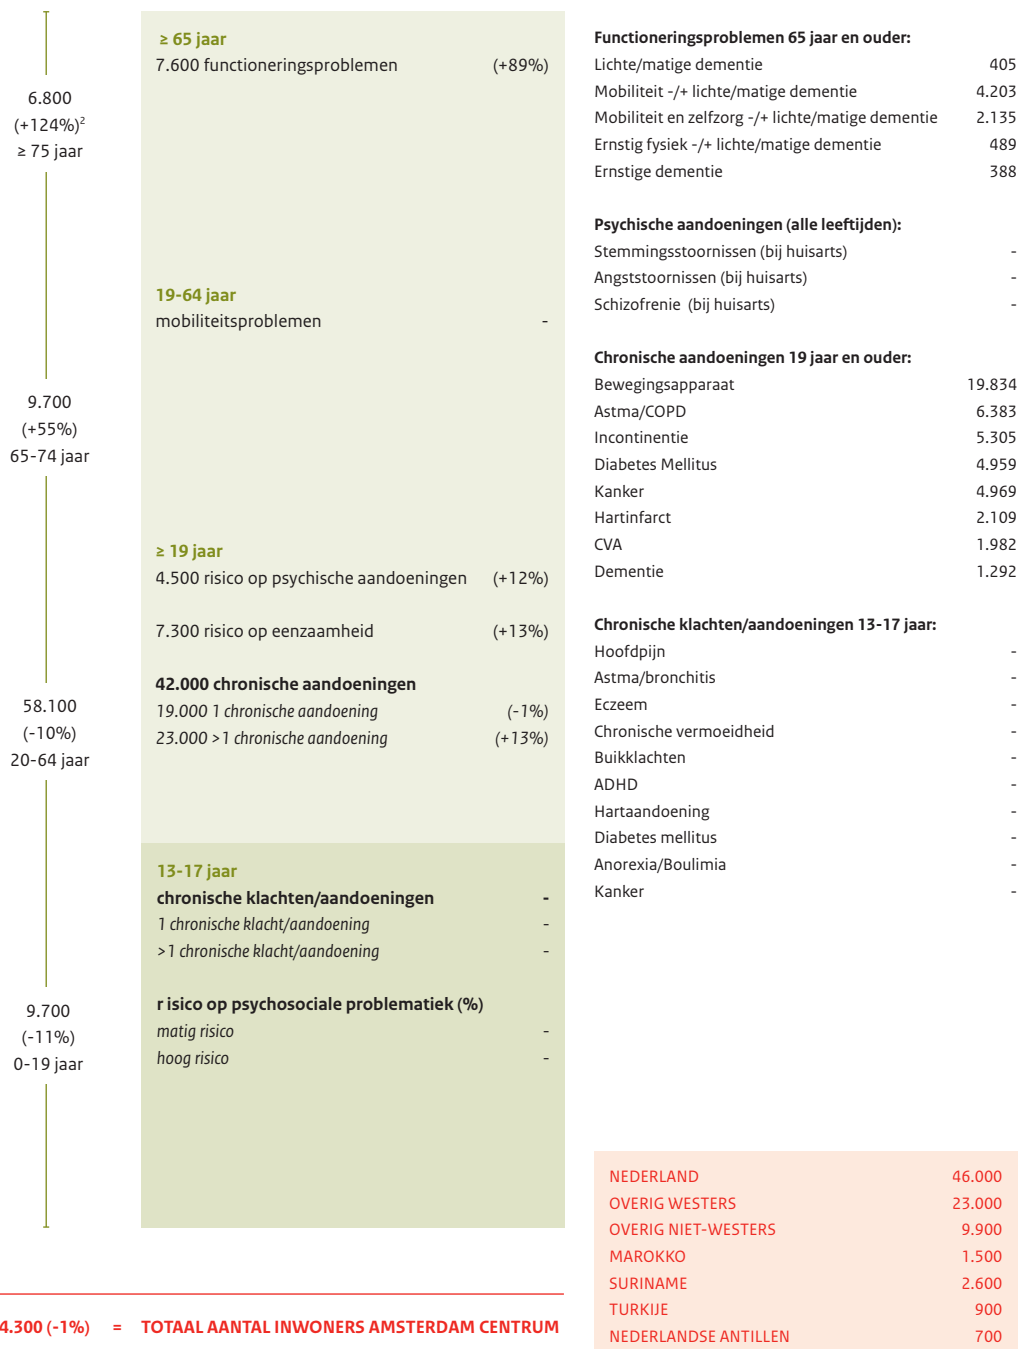 6.800
(+124%)²
≥ 75 jaar
9.700
(+55%)
65-74 jaar
58.100
(-10%)
20-64 jaar
9.700
(-11%)
0-19 jaar
≥ 65 jaar
7.600 functioneringsproblemen (+89%)
19-64 jaar
mobiliteitsproblemen -
≥ 19 jaar
4.500 risico op psychische aandoeningen (+12%)
7.300 risico op eenzaamheid (+13%)
42.000 chronische aandoeningen
19.000 1 chronische aandoening (-1%)
23.000 >1 chronische aandoening (+13%)
13-17 jaar
chronische klachten/aandoeningen -
1 chronische klacht/aandoening -
>1 chronische klacht/aandoening -
r isico op psychosociale problematiek (%)
matig risico -
hoog risico -
4.300 (-1%) = TOTAAL AANTAL INWONERS AMSTERDAM CENTRUM
Functioneringsproblemen 65 jaar en ouder:
Lichte/matige dementie 405
Mobiliteit -/+ lichte/matige dementie 4.203
Mobiliteit en zelfzorg -/+ lichte/matige dementie 2.135
Ernstig fysiek -/+ lichte/matige dementie 489
Ernstige dementie 388
Psychische aandoeningen (alle leeftijden):
Stemmingsstoornissen (bij huisarts) -
Angststoornissen (bij huisarts) -
Schizofrenie (bij huisarts) -
Chronische aandoeningen 19 jaar en ouder:
Bewegingsapparaat 19.834
Astma/COPD 6.383
Incontinentie 5.305
Diabetes Mellitus 4.959
Kanker 4.969
Hartinfarct 2.109
CVA 1.982
Dementie 1.292
Chronische klachten/aandoeningen 13-17 jaar:
Hoofdpijn -
Astma/bronchitis -
Eczeem -
Chronische vermoeidheid -
Buikklachten -
ADHD -
Hartaandoening -
Diabetes mellitus -
Anorexia/Boulimia -
Kanker -
NEDERLAND 46.000
OVERIG WESTERS 23.000
OVERIG NIET-WESTERS 9.900
MAROKKO 1.500
SURINAME 2.600
TURKIJE 900
NEDERLANDSE ANTILLEN 700